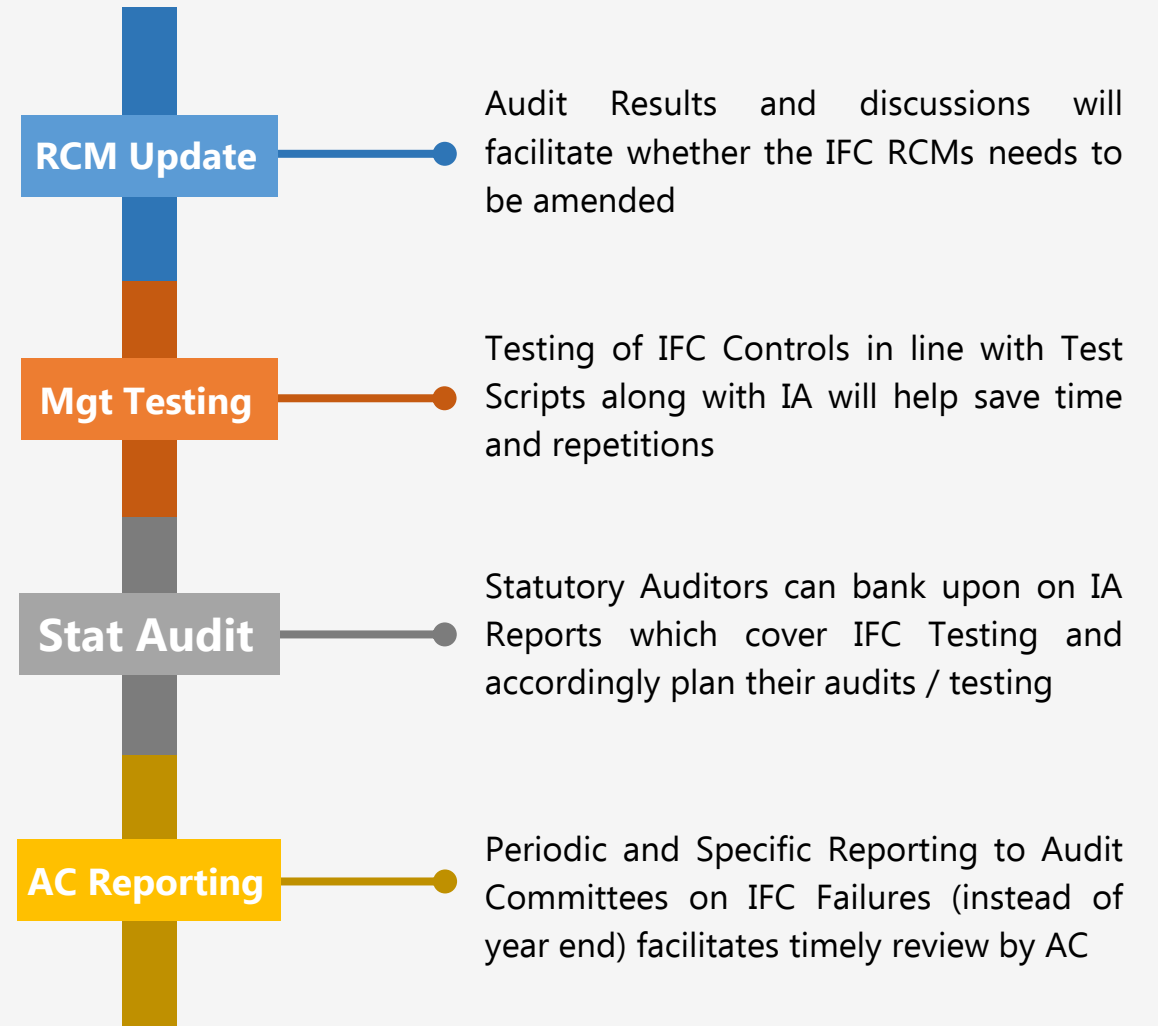 RCM Update
Audit Results and discussions will
facilitate whether the IFC RCMs needs to
be amended
Mgt Testing
Testing of IFC Controls in line with Test
Scripts along with IA will help save time
and repetitions
Stat Audit
Statutory Auditors can bank upon on IA
Reports which cover IFC Testing and
accordingly plan their audits / testing
AC Reporting
Periodic and Specific Reporting to Audit
Committees on IFC Failures (instead of
year end) facilitates timely review by AC